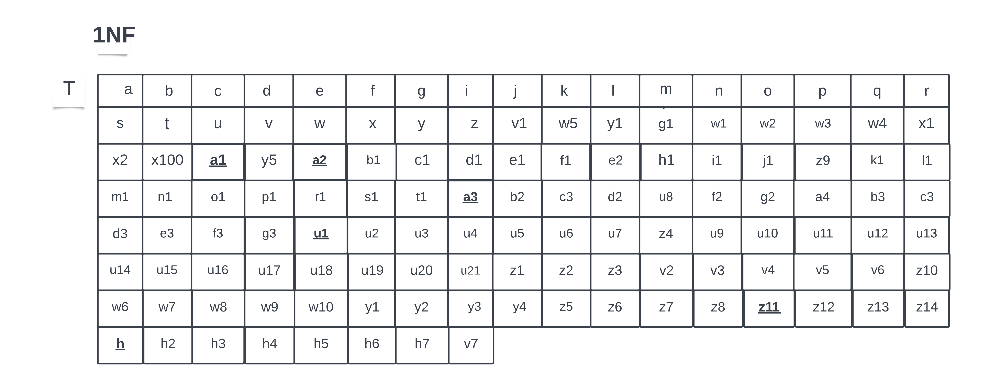 1NF
T
a b c d e f g i j k l m n o p q r
s t u v w x y z v1 w5 y1 g1 w1 w2 w3 w4 x1
x2 x100 a1 y5 a2 b1 c1 d1 e1 f1 e2 h1 i1 j1 z9 k1 l1
m1 n1 o1 p1 r1 s1 t1 a3 b2 c3 d2 u8 f2 g2 a4 b3 c3
d3 e3 f3 g3 u1 u2 u3 u4 u5 u6 u7 z4 u9 u10 u11 u12 u13
u14 u15 u16 u17 u18 u19 u20 u21 z1 z2 z3 v2 v3 v4 v5 v6 z10
w6 w7 w8 w9 w10 y1 y2 y3 y4 z5 z6 z7 z8 z11 z12 z13 z14
h h2 h3 h4 h5 h6 h7 v7